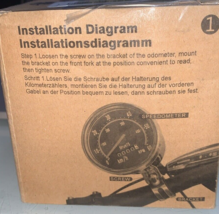 Installation Diagram
Installationsdiagramm
1
Step 1.Loosen the screw on the bracket of the odometer, mount
the bracket on the front fork at the position convenient to read,
then tighten screw.
Schritt 1.Lösen Sie die Schraube auf der Halterung des
Kilometerzählers, montieren Sie die Halterung auf der vorderen
Gabel an der Position bequem zu lesen, dann schrauben sie fest.
SPEEDOMETER
SCREW
BRACKET